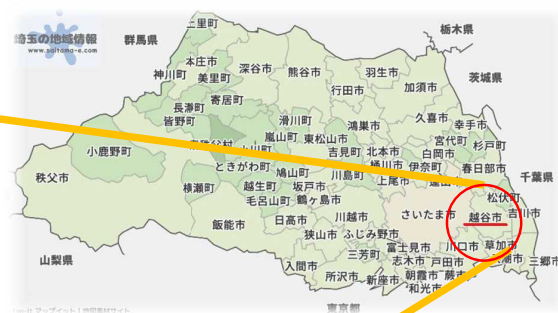 埼玉の地域情報
www.saitama-e.com
群馬県
栃木県
上里町
本庄市
神川町
美里町
深谷市
熊谷市
羽生市
行田市
加須市
茨城県
長瀞町
寄居町
皆野町
滑川町
鴻巣市
久喜市
幸手市
小鹿野町
嵐山町
東松山市
宮代町
杉戸町
小川町
吉見町
北本市
白岡市
秩父市
ときがわ町
鳩山町
桶川市
伊奈町
春日部市
千葉県
横瀬町
越生町
坂戸市
川島町
上尾市
毛呂山町
鶴ヶ島市
松伏町
飯能市
日高市
川越市
さいたま市
越谷市
吉川市
狭山市
ふじみ野市
富士見市
川口市
草加市
山梨県
三芳町
入間市
志木市
戸田市
三郷市
所沢市
新座市
朝霞市
蕨市
和光市
東京都